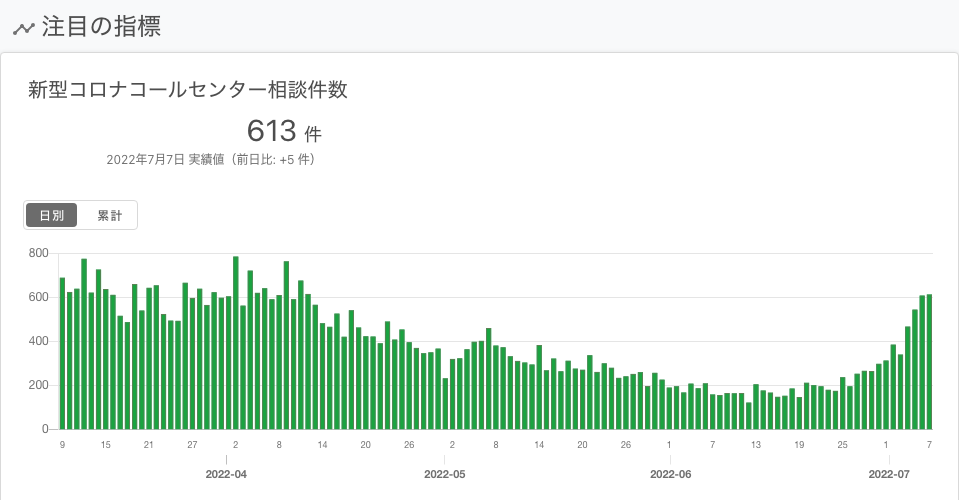 注目の指標
新型コロナコールセンター相談件数
613 件
2022年7月7日 実績値（前日比: +5 件）
日別 累計
800
600
400
200
0
9 15 21 27 2 8 14 20 26 2 8 14 20 26 1 7 13 19 25 1 7
2022-04 2022-05 2022-06 2022-07